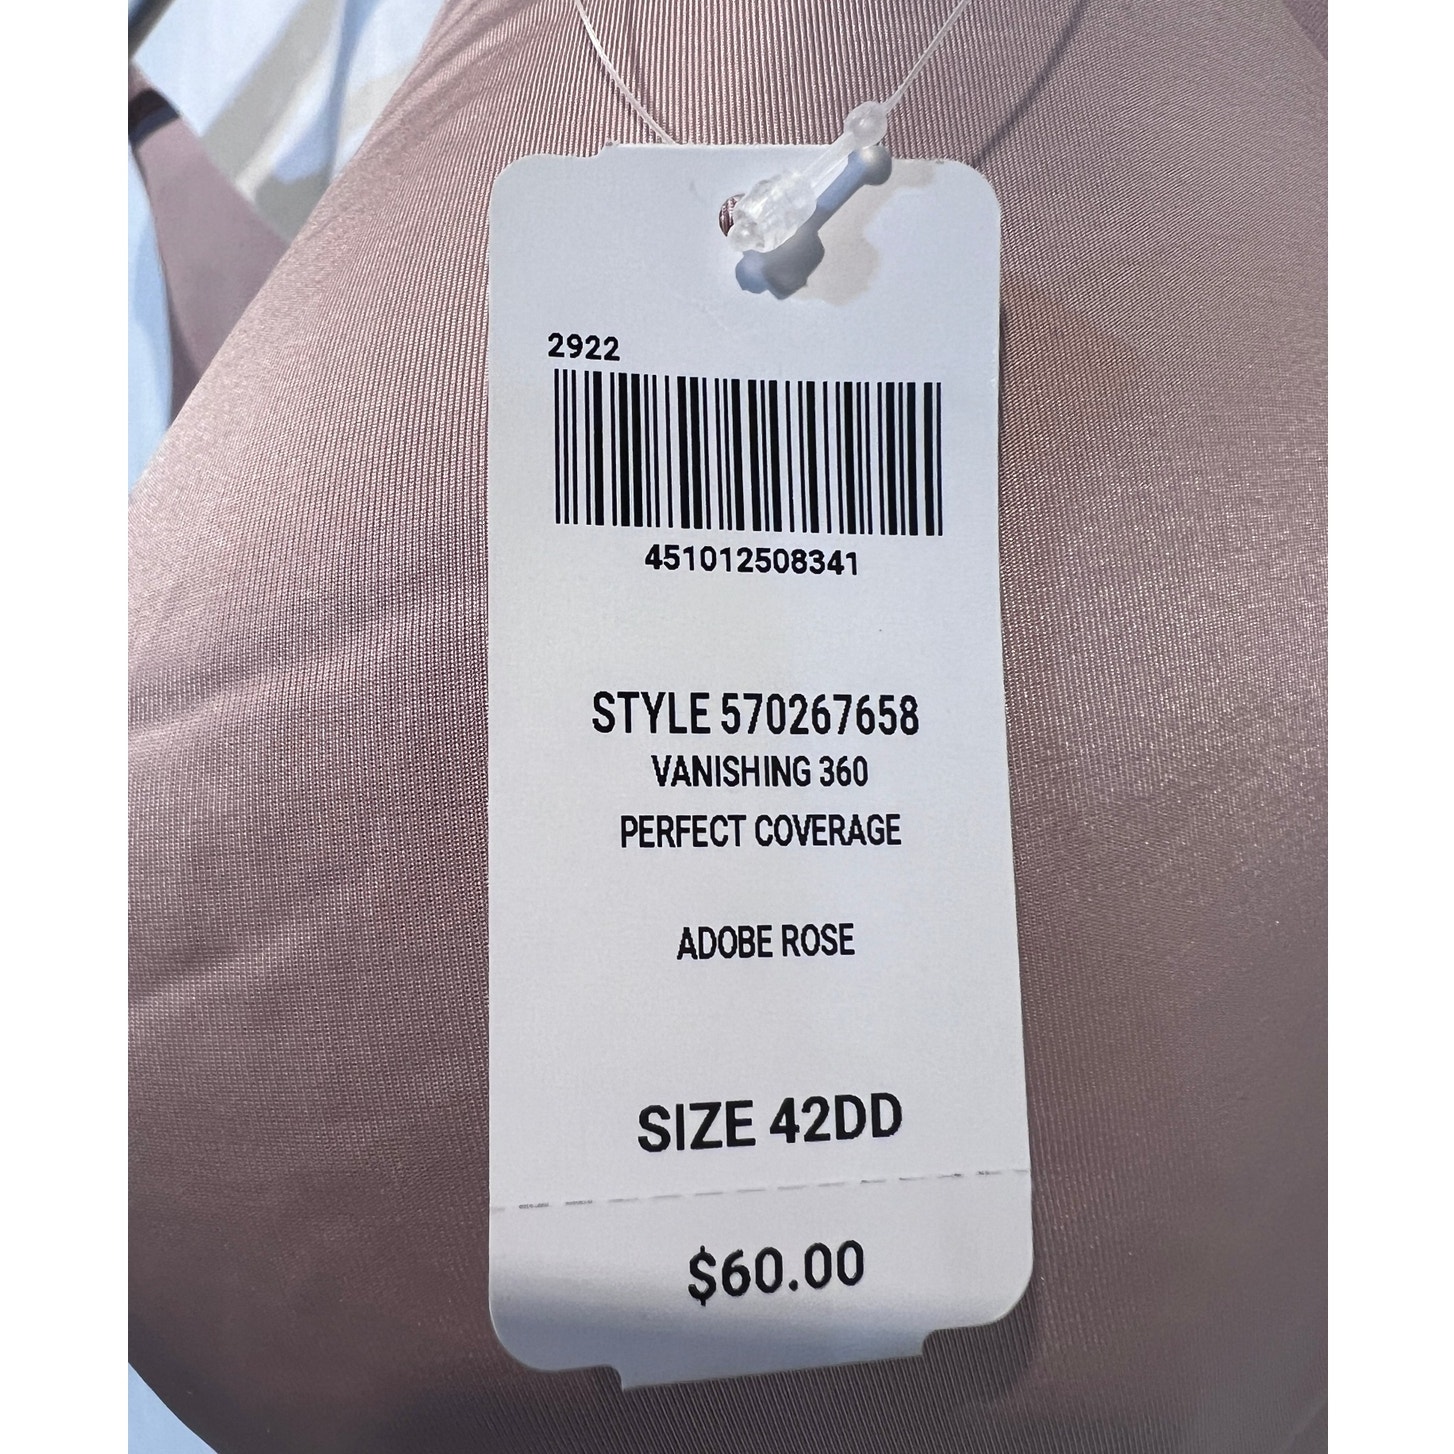 2922
451012508341
STYLE 570267658
VANISHING 360
PERFECT COVERAGE
ADOBE ROSE
SIZE 42DD
$60.00